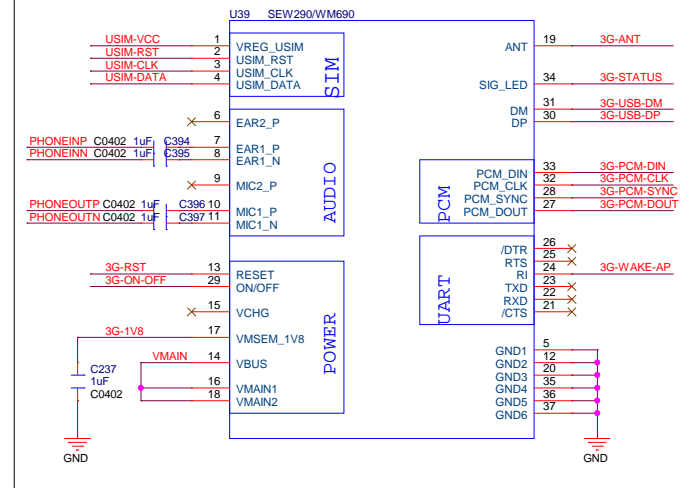 U39 SEW290/WM690
USIM-VCC 1 VREG_USIM
USIM-RST 2 USIM_RST
USIM-CLK 3 USIM_CLK
USIM-DATA 4 USIM_DATA
SIM
6 EAR2_P
PHONEINP C0402 1uF C394 7 EAR1_P
PHONEINN C0402 1uF C395 8 EAR1_N
9 MIC2_P
PHONEOUTP C0402 1uF C396 10 MIC1_P
PHONEOUTN C0402 1uF C397 11 MIC1_N
AUDIO
3G-RST 13 RESET
3G-ON-OFF 29 ON/OFF
15 VCHG
3G-1V8 17 VMSEM_1V8
VMAIN 14 VBUS
16 VMAIN1
18 VMAIN2
POWER
C237
1uF
C0402
GND
ANT 19 3G-ANT
SIG_LED 34 3G-STATUS
DM 31 3G-USB-DM
DP 30 3G-USB-DP
PCM
PCM_DIN 33 3G-PCM-DIN
PCM_CLK 32 3G-PCM-CLK
PCM_SYNC 28 3G-PCM-SYNC
PCM_DOUT 27 3G-PCM-DOUT
UART
/DTR 26
RTS 25
RI 24 3G-WAKE-AP
TXD 23
RXD 22
/CTS 21
GND1 5
GND2 12
GND3 20
GND4 35
GND5 36
GND6 37
GND